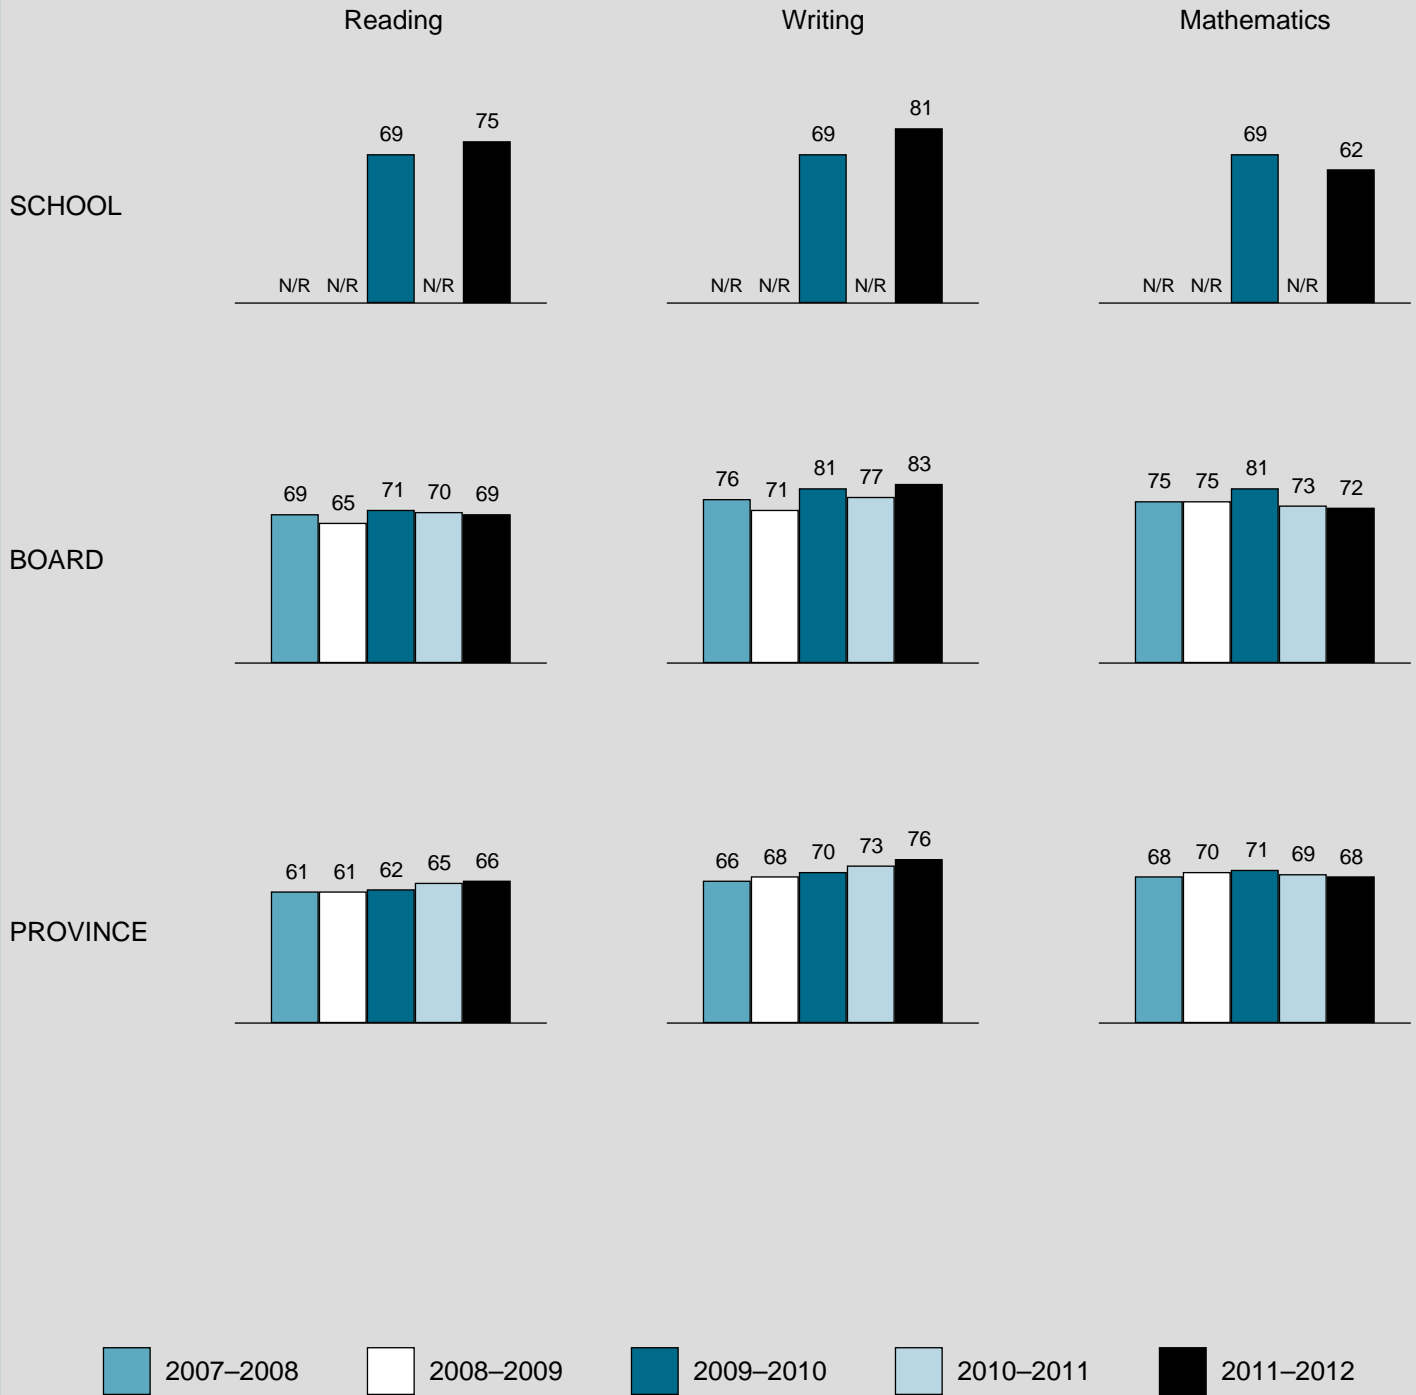 Reading Writing Mathematics
SCHOOL
N/R N/R 69 N/R 75
N/R N/R 69 N/R 81
N/R N/R 69 N/R 62
BOARD
69 65 71 70 69
76 71 81 77 83
75 75 81 73 72
PROVINCE
61 61 62 65 66
66 68 70 73 76
68 70 71 69 68
2007–2008 2008–2009 2009–2010 2010–2011 2011–2012